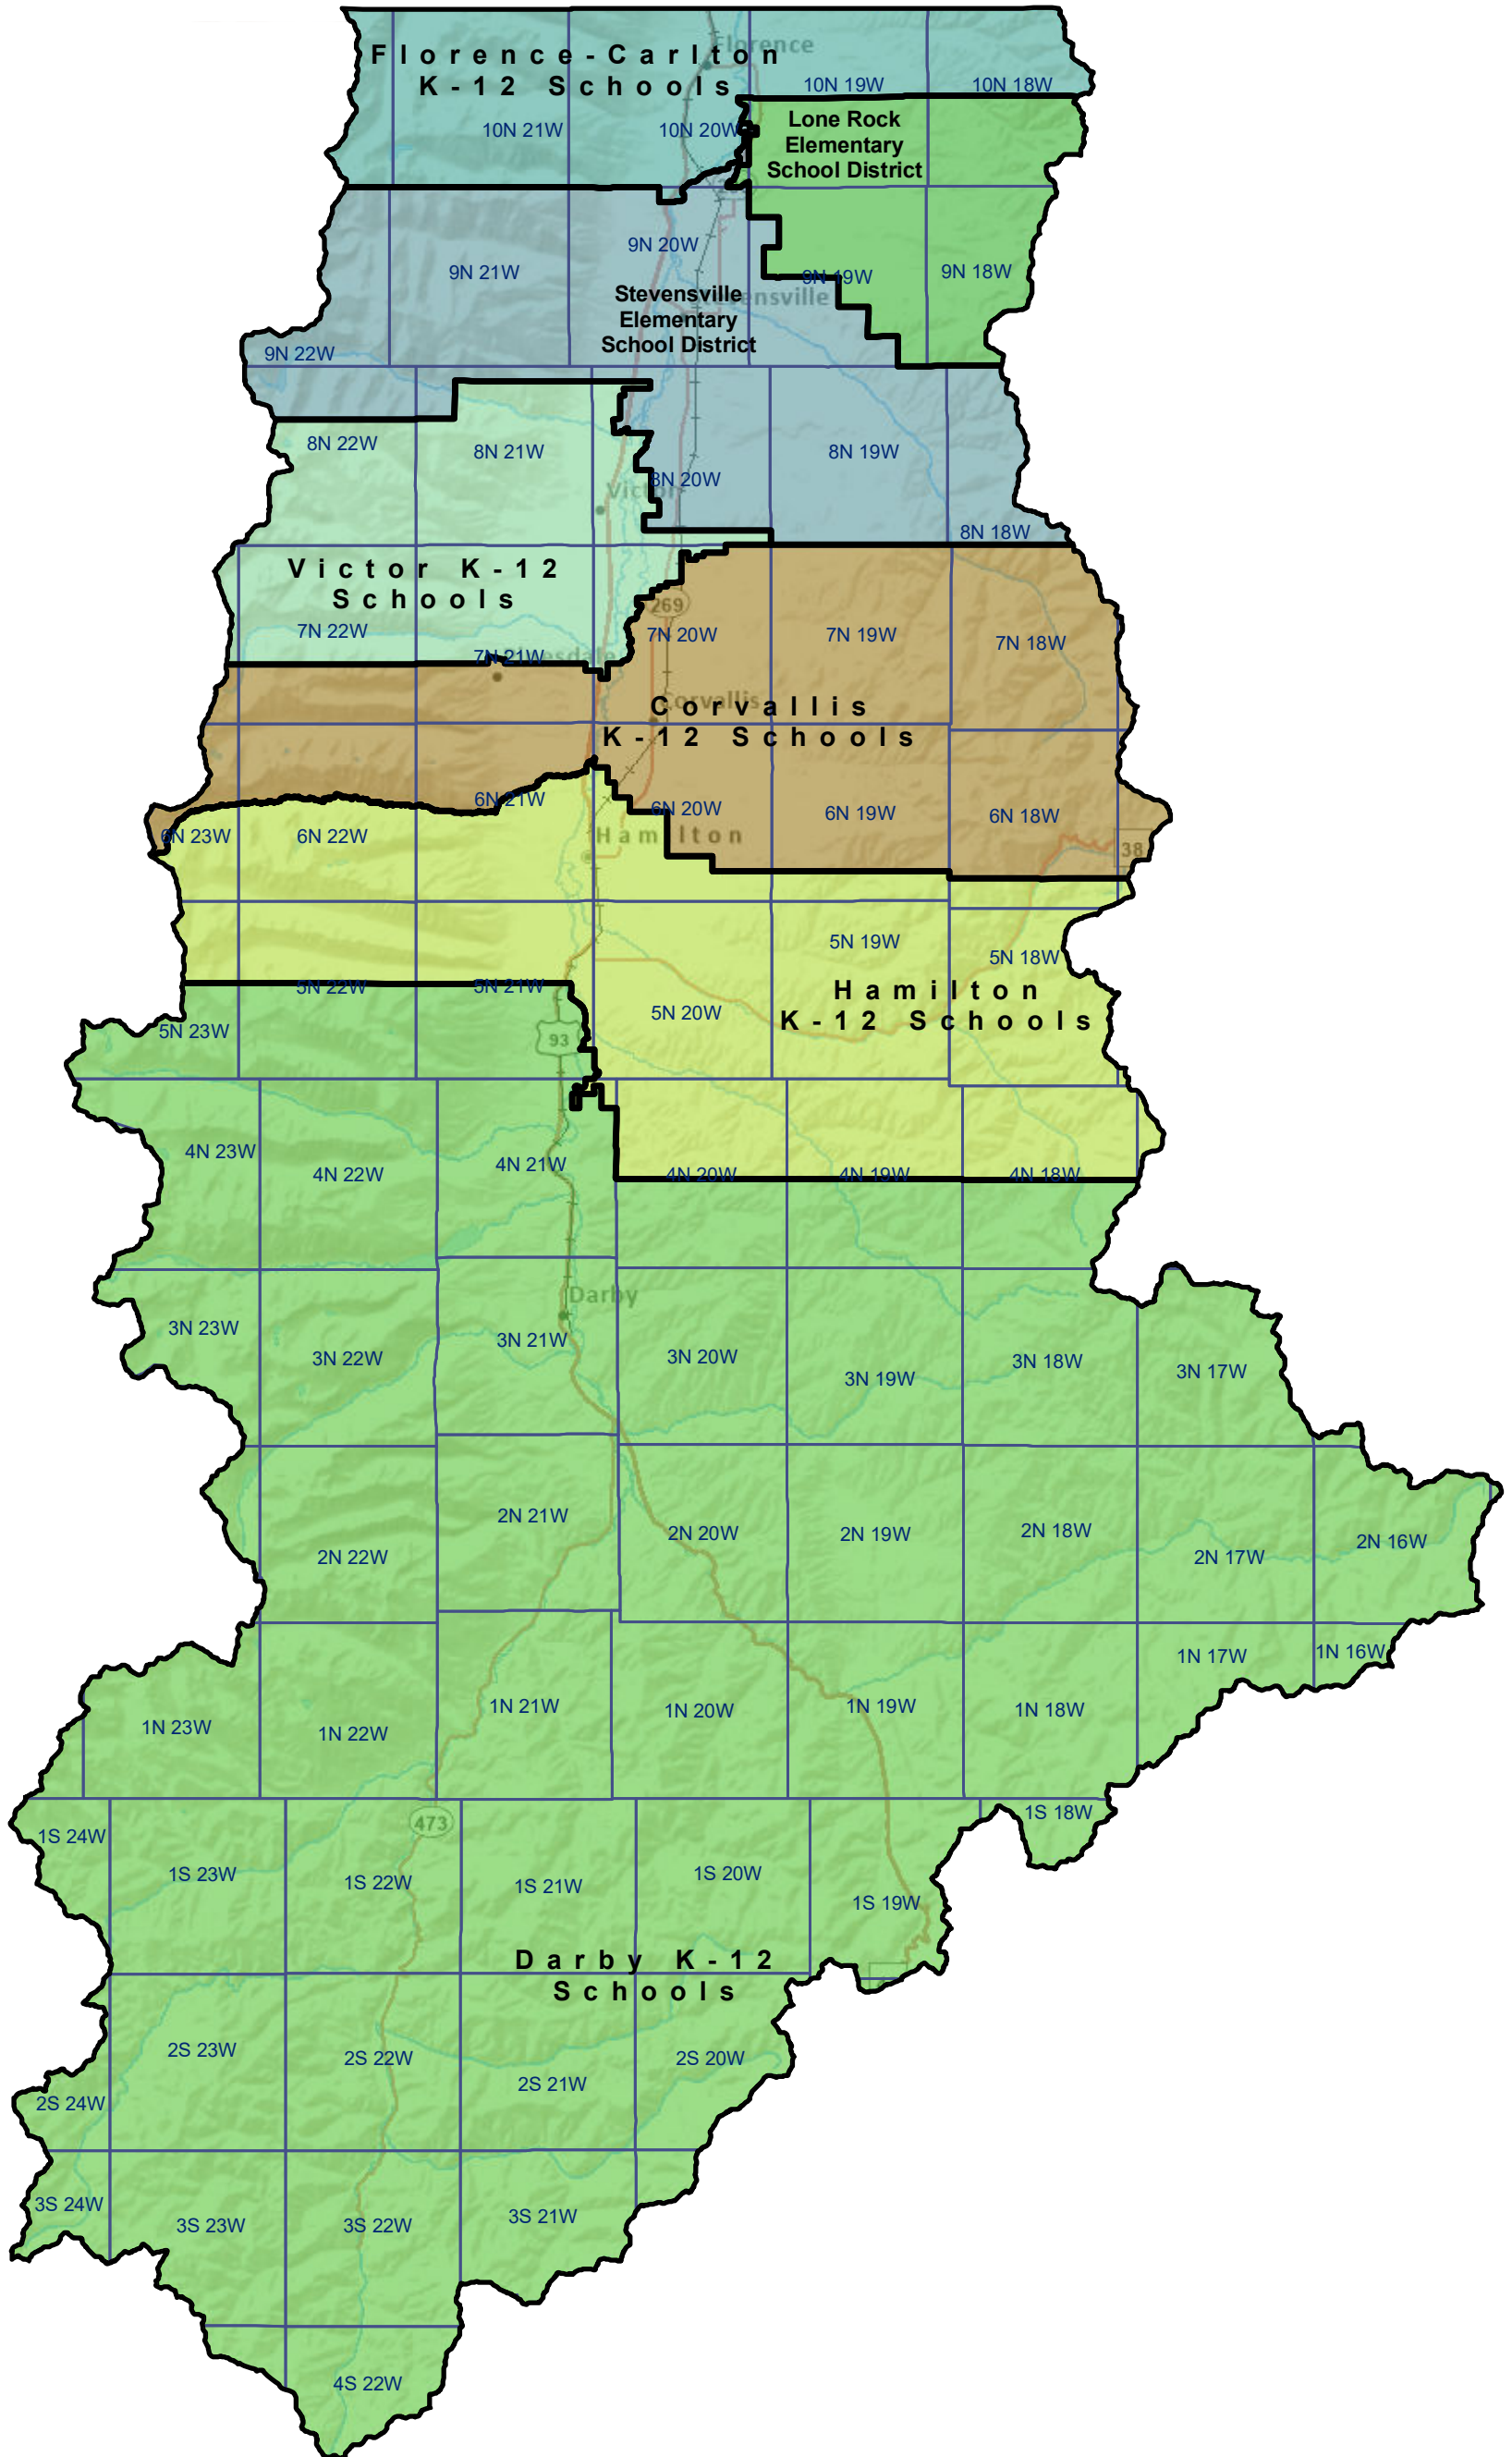 Florence
Florence-Carlton
K-12 Schools
10N 19W
10N 18W
10N 21W
10N 20W
Lone Rock
Elementary
School District
9N 20W
9N 21W
9N 19W
9N 18W
Stevensville
Stevensville
Elementary
School District
9N 22W
8N 22W
8N 21W
8N 19W
8N 20W
Victor
8N 18W
Victor K-12
Schools
269
7N 22W
7N 20W
7N 19W
7N 18W
7N 21W
Corvallis
Corvallis
K-12 Schools
6N 21W
6N 20W
6N 19W
6N 18W
6N 23W
6N 22W
Hamilton
38
5N 19W
5N 18W
5N 22W
5N 21W
Hamilton
K-12 Schools
5N 20W
5N 23W
93
4N 23W
4N 22W
4N 21W
4N 20W
4N 19W
4N 18W
Darby
3N 23W
3N 22W
3N 21W
3N 20W
3N 19W
3N 18W
3N 17W
2N 22W
2N 21W
2N 20W
2N 19W
2N 18W
2N 17W
2N 16W
1N 17W
1N 16W
1N 23W
1N 22W
1N 21W
1N 20W
1N 19W
1N 18W
1S 18W
473
1S 24W
1S 23W
1S 22W
1S 21W
1S 20W
1S 19W
Darby K-12
Schools
2S 23W
2S 22W
2S 21W
2S 20W
2S 24W
3S 24W
3S 23W
3S 22W
3S 21W
4S 22W